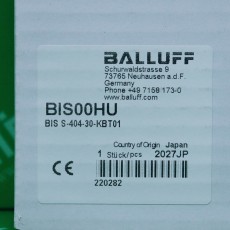 BALLUFF
Schurwaldstrasse 9
73765 Neuhausen a.d.F.
Germany
Phone +49 7158 173-0
www.balluff.com
BIS00HU
BIS S-404-30-KBT01
Country of Origin Japan
1 Stück/pcs 2027JP
CE
220282